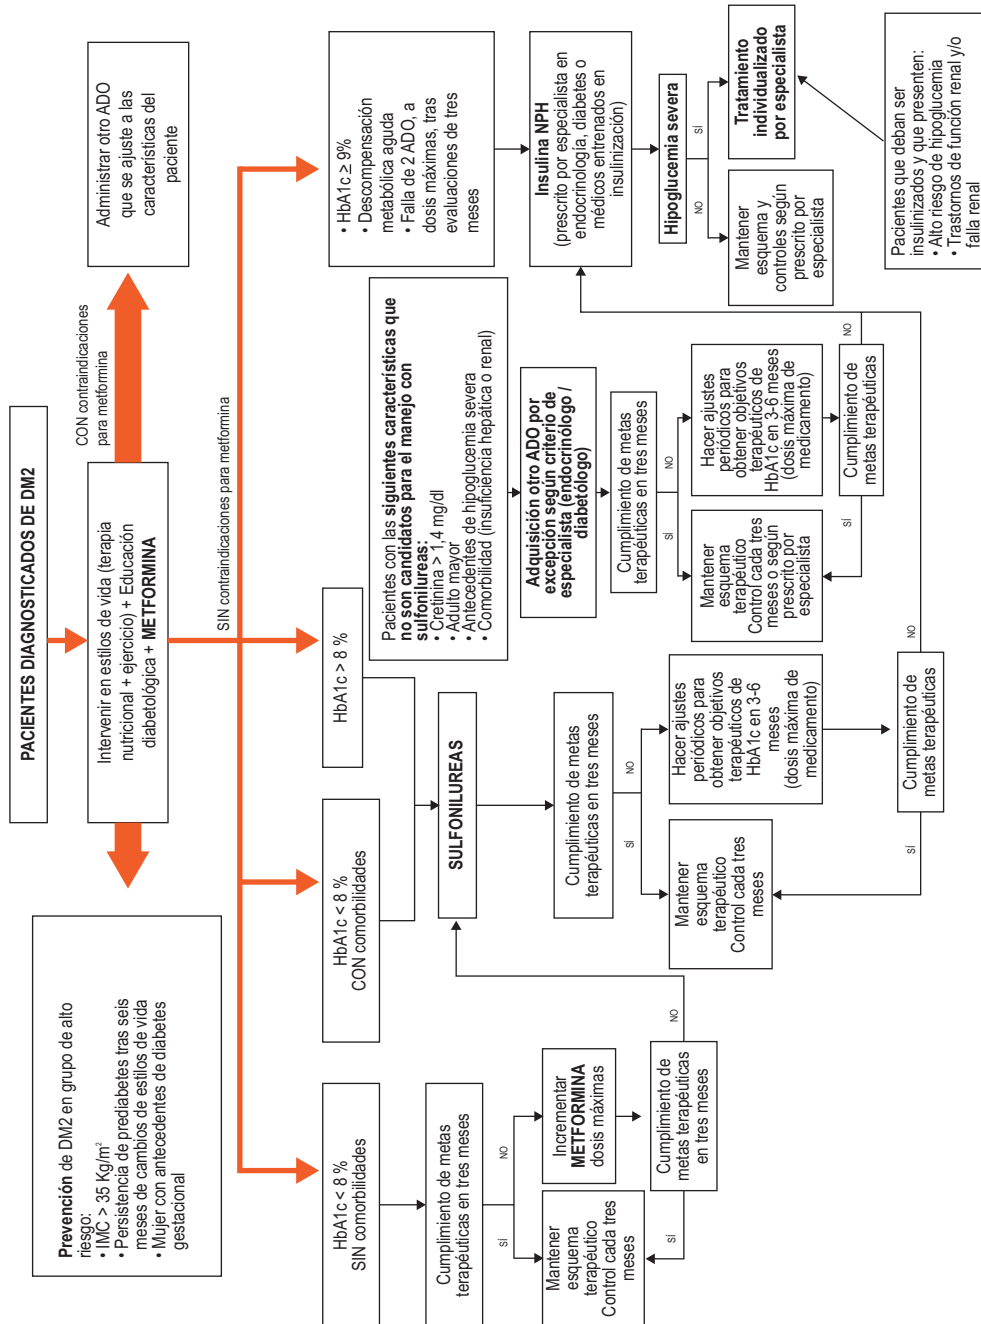 PACIENTES DIAGNOSTICADOS DE DM2
Prevención de DM2 en grupo de alto
riesgo:
• IMC > 35 Kg/m²
• Persistencia de prediabetes tras seis
meses de cambios de estilos de vida
• Mujer con antecedentes de diabetes
gestacional
Intervenir en estilos de vida (terapia
nutricional + ejercicio) + Educación
diabetológica + METFORMINA
CON contraindicaciones
para metformina
Administrar otro ADO
que se ajuste a las
características del
paciente
SIN contraindicaciones para metformina
HbA1c < 8 %
SIN comorbilidades
HbA1c < 8 %
CON comorbilidades
HbA1c > 8 %
• HbA1c ≥ 9%
• Descompensación
metabólica aguda
• Falla de 2 ADO, a
dosis máximas, tras
evaluaciones de tres
meses
Cumplimiento de metas
terapéuticas en tres meses
SÍ
NO
Mantener
esquema
terapéutico
Control cada tres
meses
Incrementar
METFORMINA
dosis máximas
Cumplimiento de
metas terapéuticas
en tres meses
SÍ
NO
SULFONILUREAS
Cumplimiento de metas
terapéuticas en tres meses
SÍ
NO
Mantener
esquema
terapéutico
Control cada tres
meses
Hacer ajustes
periódicos para
obtener objetivos
terapéuticos de
HbA1c en 3-6
meses
(dosis máxima de
medicamento)
Cumplimiento de
metas terapéuticas
SÍ
NO
Pacientes con las siguientes características que
no son candidatos para el manejo con
sulfonilureas:
• Cretinina > 1,4 mg/dl
• Adulto mayor
• Antecedentes de hipoglucemia severa
• Comorbilidad (insuficiencia hepática o renal)
Adquisición otro ADO por
excepción según criterio de
especialista (endocrinólogo /
diabetólogo)
Cumplimiento de metas
terapéuticas en tres meses
SÍ
NO
Mantener
esquema
terapéutico
Control cada tres
meses o según
prescrito por
especialista
Hacer ajustes
periódicos para
obtener objetivos
terapéuticos de
HbA1c en 3-6 meses
(dosis máxima de
medicamento)
Cumplimiento de
metas terapéuticas
SÍ
NO
Insulina NPH
(prescrito por especialista en
endocrinología, diabetes o
médicos entrenados en
insulinización)
Hipoglucemia severa
NO
SÍ
Mantener
esquema y
controles según
prescrito por
especialista
Tratamiento
individualizado
por especialista
Pacientes que deban ser
insulinizados y que presenten:
• Alto riesgo de hipoglucemia
• Trastornos de función renal y/o
falla renal